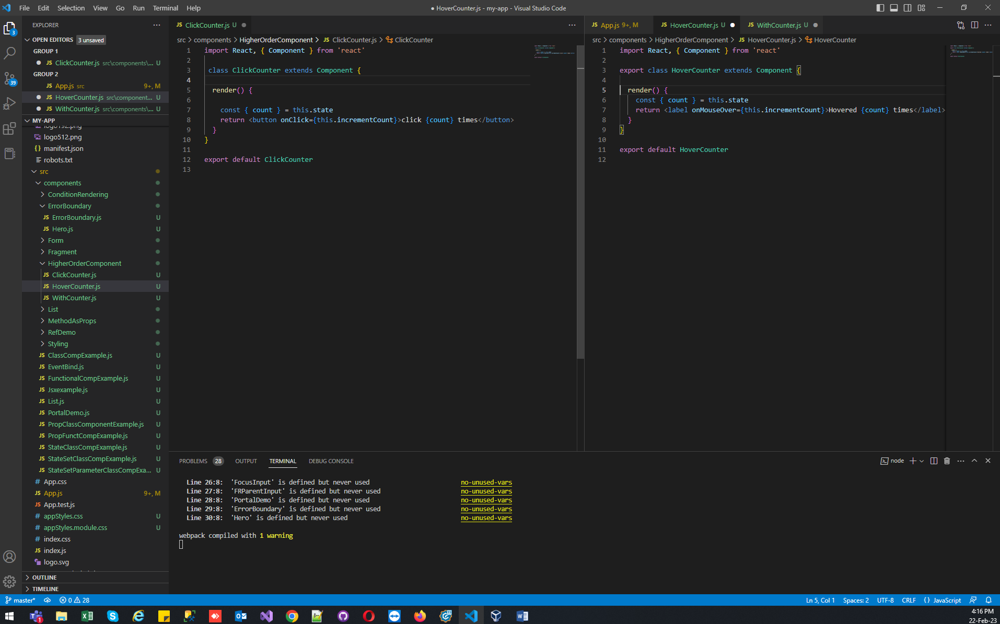 File Edit Selection View Go Run Terminal Help
● HoverCounter.js - my-app - Visual Studio Code
EXPLORER
OPEN EDITORS 3 unsaved
GROUP 1
JS ClickCounter.js src\components\... U
GROUP 2
JS App.js src 9+, M
JS HoverCounter.js src\component... U
JS WithCounter.js src\components\... U
MY-APP
logo192.png
logo512.png
{} manifest.json
robots.txt
src
components
ConditionRendering
ErrorBoundary
JS ErrorBoundary.js U
JS Hero.js U
Form
Fragment
HigherOrderComponent
JS ClickCounter.js U
JS HoverCounter.js U
JS WithCounter.js U
List
MethodAsProps
RefDemo
Styling
JS ClassCompExample.js U
JS EventBind.js U
JS FunctionalCompExample.js U
JS Jsxexample.js U
JS List.js U
JS PortalDemo.js U
JS PropClassComponentExample.js U
JS PropFunctCompExample.js U
JS StateClassCompExample.js U
JS StateSetClassCompExample.js U
JS StateSetParameterClassCompExa... U
# App.css
JS App.js 9+, M
JS App.test.js
# appStyles.css U
# appStyles.module.css U
# index.css
JS index.js
logo.svg
OUTLINE
TIMELINE
JS ClickCounter.js U
src > components > HigherOrderComponent > JS ClickCounter.js > ClickCounter
1 import React, { Component } from 'react'
2
3 class ClickCounter extends Component {
4
5 render() {
6
7 const { count } = this.state
8 return <button onClick={this.incrementCount}>click {count} times</button>
9 }
10 }
11
12 export default ClickCounter
13
JS App.js 9+, M JS HoverCounter.js U JS WithCounter.js U
src > components > HigherOrderComponent > JS HoverCounter.js > HoverCounter
1 import React, { Component } from 'react'
2
3 export class HoverCounter extends Component {
4
5 render() {
6 const { count } = this.state
7 return <label onMouseOver={this.incrementCount}>Hovered {count} times</label>
8 }
9 }
10
11 export default HoverCounter
12
PROBLEMS 28 OUTPUT TERMINAL DEBUG CONSOLE
node
Line 26:8: 'FocusInput' is defined but never used no-unused-vars
Line 27:8: 'FRParentInput' is defined but never used no-unused-vars
Line 28:8: 'PortalDemo' is defined but never used no-unused-vars
Line 29:8: 'ErrorBoundary' is defined but never used no-unused-vars
Line 30:8: 'Hero' is defined but never used no-unused-vars
webpack compiled with 1 warning
3
39
master* 0 28
Ln 5, Col 1 Spaces: 2 UTF-8 CRLF {} JavaScript
4:16 PM
22-Feb-23